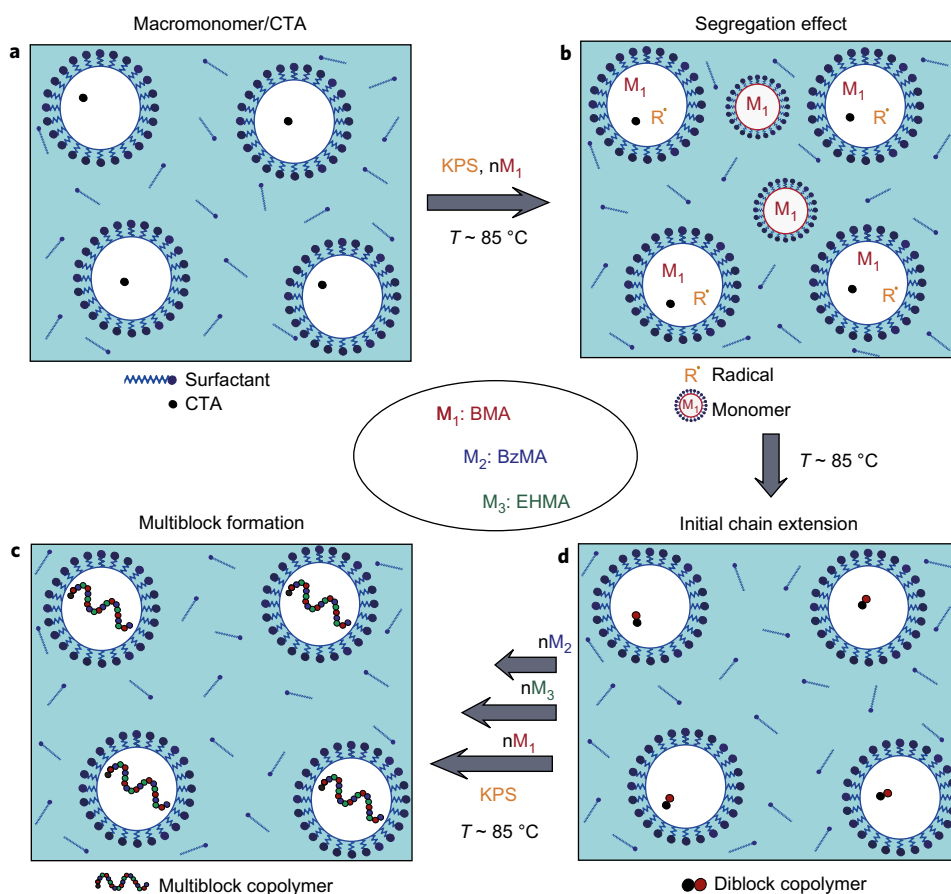 Macromonomer/CTA
a
KPS, nM₁
T ~ 85 °C
Segregation effect
b
M₁
R•
M₁
M₁
R•
M₁
M₁
R•
M₁
R•
Surfactant
CTA
R• Radical
M₁ Monomer
M₁: BMA
M₂: BzMA
M₃: EHMA
T ~ 85 °C
Multiblock formation
c
nM₂
nM₃
nM₁
KPS
T ~ 85 °C
Initial chain extension
d
Multiblock copolymer
Diblock copolymer